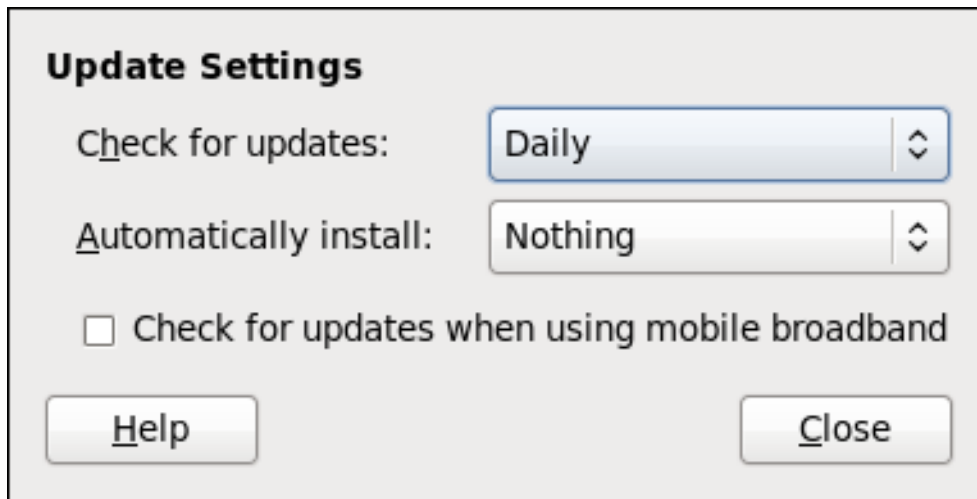 Update Settings
Check for updates: Daily
Automatically install: Nothing
Check for updates when using mobile broadband
Help Close